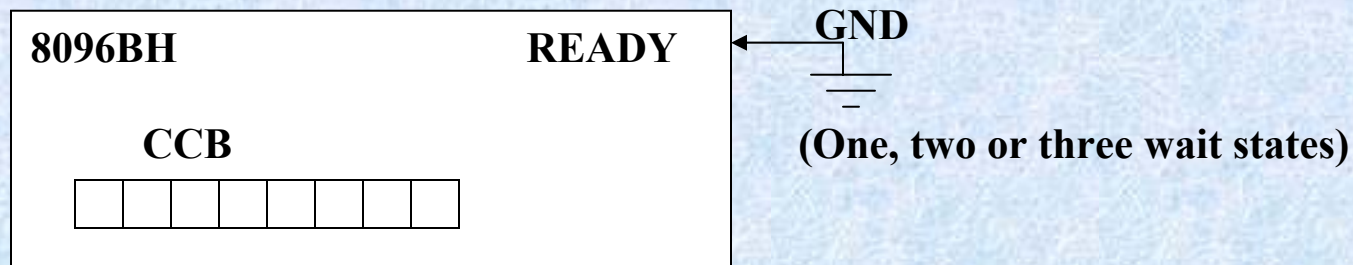 GND
8096BH READY
CCB (One, two or three wait states)